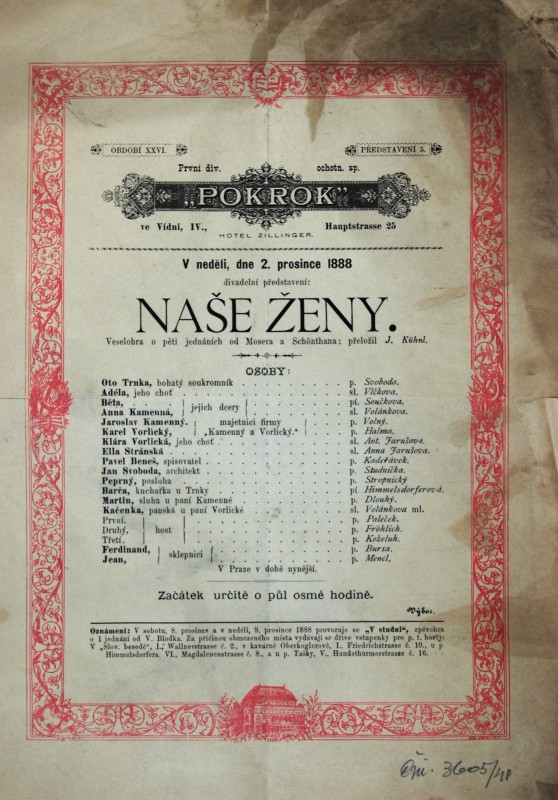 OBDOBÍ XXVI. PŘEDSTAVENÍ 5.
První div. ochotn. sp.
„POKROK"
ve Vídni, IV., Hauptstrasse 25
HOTEL ZILLINGER.
V neděli, dne 2. prosince 1888
divadelní představení:
NAŠE ŽENY.
Veselohra o pěti jednáních od Mosera a Schönthana; přeložil J. Kühnl.
OSOBY:
Oto Trnka, bohatý soukromník p. Svoboda.
Adéla, jeho choť sl. Vlčkova.
Běta, pí. Součkova.
Anna Kamenná, jejich dcery sl. Volánkova.
Jaroslav Kamenný, majetníci firmy p. Volný.
Karel Vorlický, „Kamenný a Vorlický." p. Halma.
Klára Vorlická, jeho choť sl. Ant. Jarušova.
Ella Stránská sl. Anna Jarušova.
Pavel Beneš, spisovatel p. Kadeřávek.
Jan Svoboda, architekt p. Studnička.
Peprný, posluha p. Stropnický
Barča, kuchařka u Trnky pí Himmelsdorferová.
Martin, sluha u paní Kamenné p. Dlouhý.
Kačenka, panská u paní Vorlické sl. Volánkova ml.
První, p. Paleček.
Druhý, host p. Fröhlich.
Třetí, p. Koželuh.
Ferdinand, sklepníci p. Bursa.
Jean, p. Mencl.
V Praze v době nynější.
Začátek určitě o půl osmé hodině.
Výbor.
Oznámení: V sobotu, 8. prosince a v neděli, 9. prosince 1888 provozuje se „V studni", zpěvohra
o 1 jednání od V. Blodka. Za příčinou obmezeného místa vydávají se dříve vstupenky pro p. t. hosty:
V „Slov. besedě", I., Wallnerstrasse č. 2., v kavárně Oberkoglerově, I., Friedrichstrasse č. 10., u p
Himmelsdorfera, VI., Magdalenenstrasse č. 8., a u p. Tašky, V., Hundsthurmerstrasse č. 16.
Čís. 3605/48